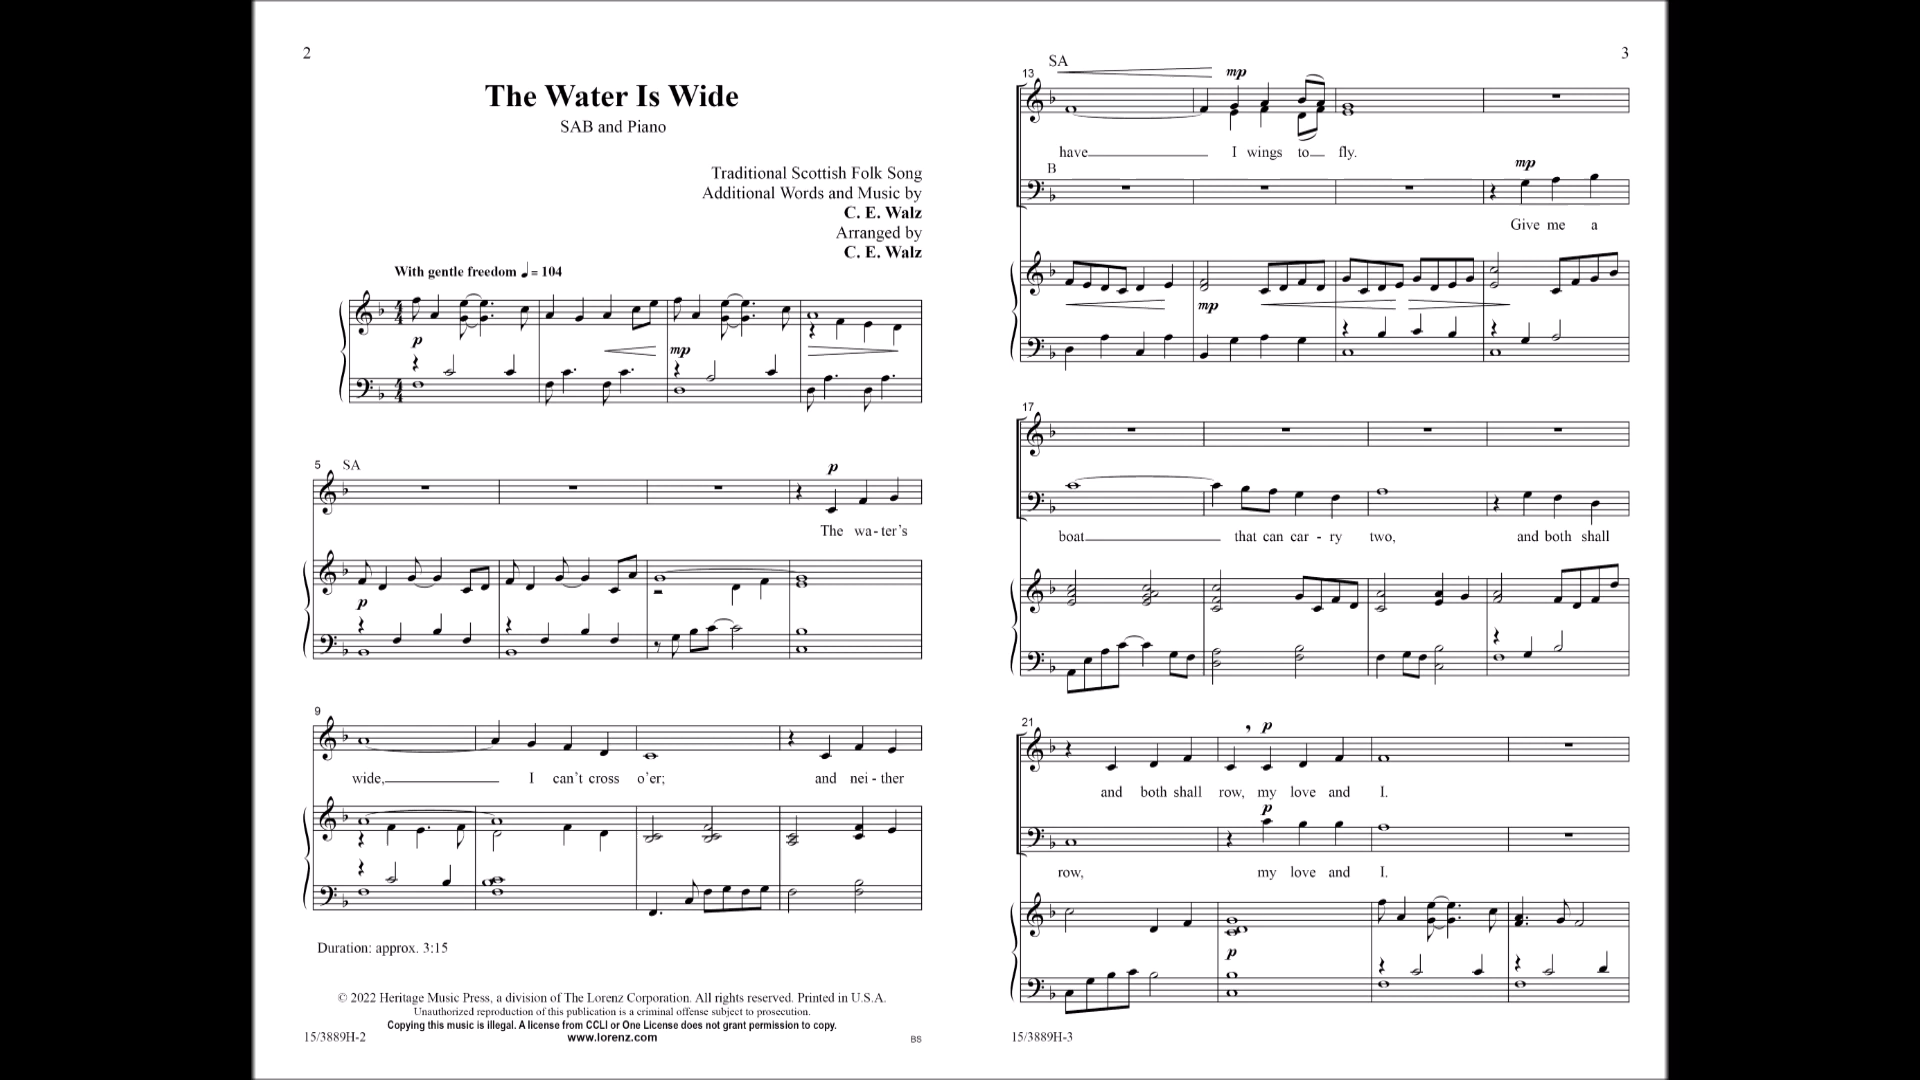 2
The Water Is Wide
SAB and Piano
Traditional Scottish Folk Song
Additional Words and Music by
C. E. Walz
Arranged by
C. E. Walz
With gentle freedom ♩ = 104
p
mp
5 SA
p
The wa - ter’s
p
9
wide, I can’t cross o’er; and nei - ther
Duration: approx. 3:15
© 2022 Heritage Music Press, a division of The Lorenz Corporation. All rights reserved. Printed in U.S.A.
Unauthorized reproduction of this publication is a criminal offense subject to prosecution.
Copying this music is illegal. A license from CCLI or One License does not grant permission to copy.
www.lorenz.com
15/3889H-2
BS
3
SA
13
mp
have I wings to fly.
B
mp
Give me a
mp
17
boat that can car - ry two, and both shall
21
p
and both shall row, my love and I.
p
row, my love and I.
p
15/3889H-3